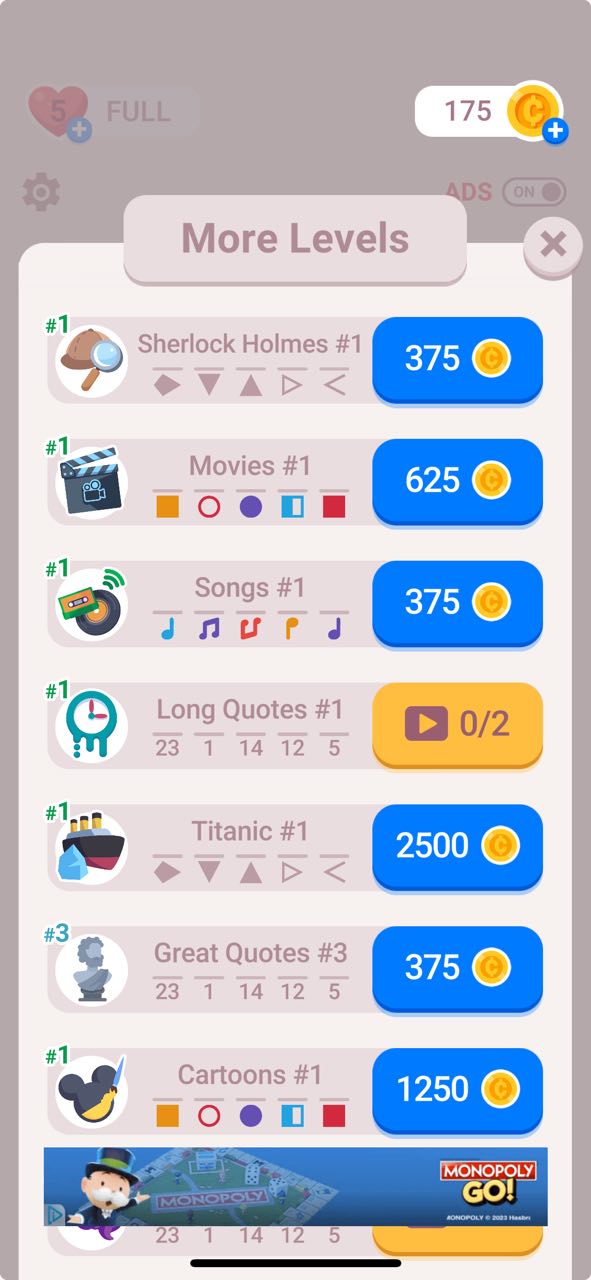 5 FULL
175
ADS ON
More Levels
#1
Sherlock Holmes #1
375
#1
Movies #1
625
#1
Songs #1
375
#1
Long Quotes #1
23 1 14 12 5
0/2
#1
Titanic #1
2500
#3
Great Quotes #3
23 1 14 12 5
375
#1
Cartoons #1
1250
MONOPOLY
MONOPOLY
GO!
MONOPOLY © 2023 Hasbro
23 1 14 12 5